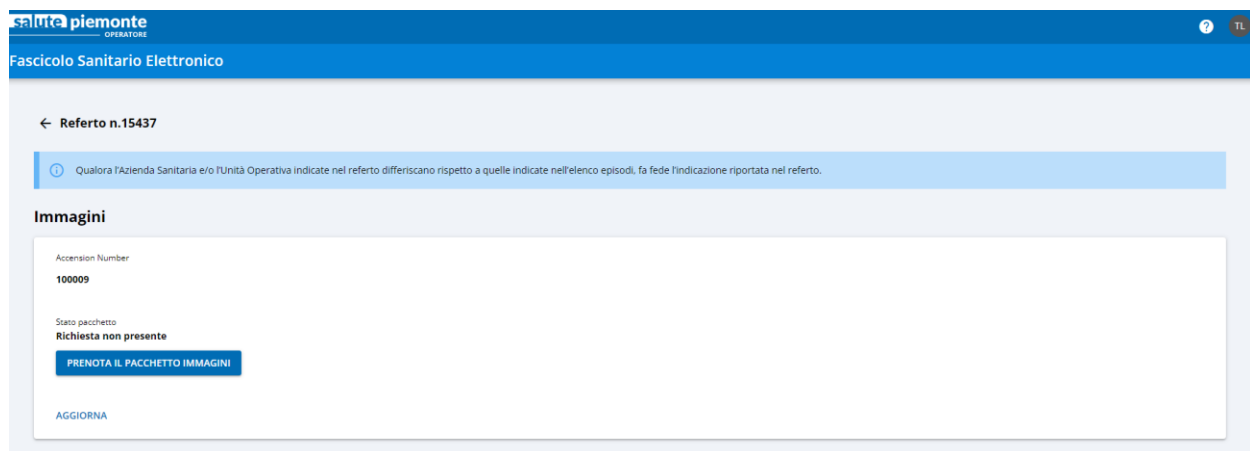 salute piemonte
OPERATORE
?
TL
Fascicolo Sanitario Elettronico
← Referto n.15437
Qualora l'Azienda Sanitaria e/o l'Unità Operativa indicate nel referto differiscano rispetto a quelle indicate nell'elenco episodi, fa fede l'indicazione riportata nel referto.
Immagini
Accension Number
100009
Stato pacchetto
Richiesta non presente
PRENOTA IL PACCHETTO IMMAGINI
AGGIORNA